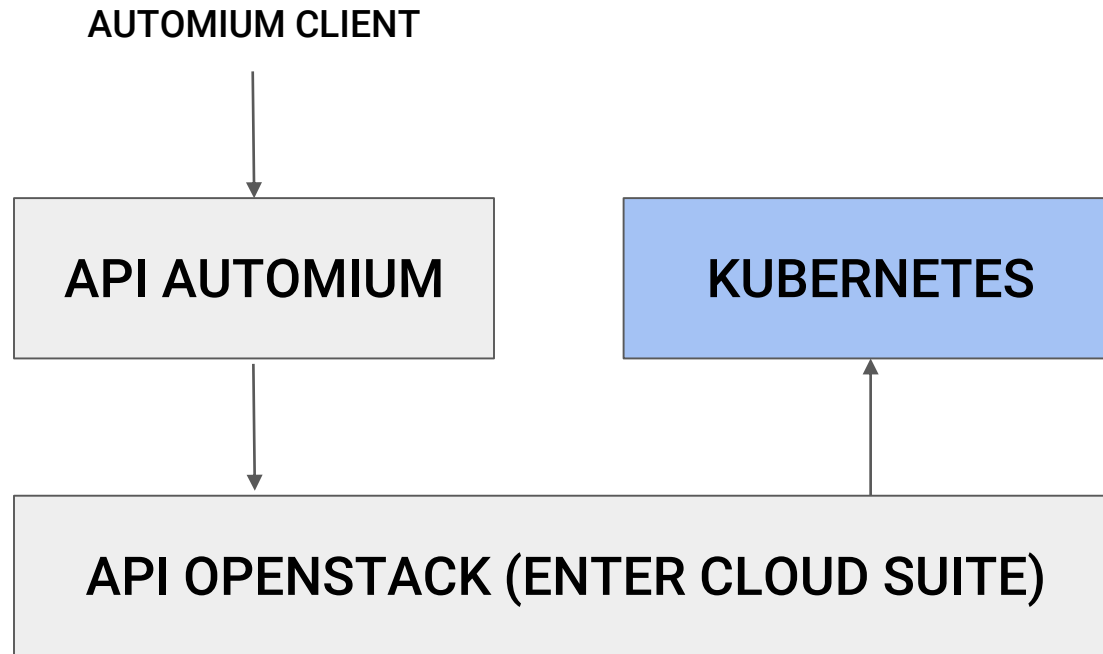 AUTOMIUM CLIENT
API AUTOMIUM
KUBERNETES
API OPENSTACK (ENTER CLOUD SUITE)